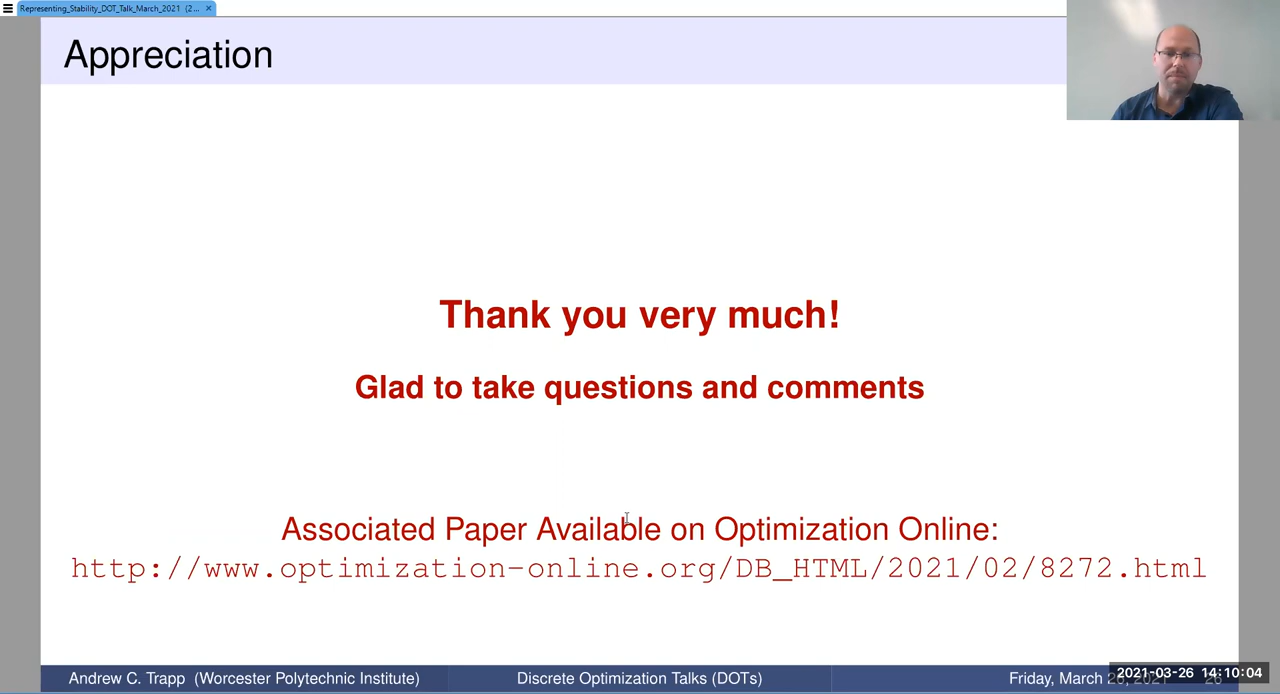 Representing_Stability_DOT_Talk_March_2021 (2...
Appreciation
Thank you very much!
Glad to take questions and comments
Associated Paper Available on Optimization Online:
http://www.optimization-online.org/DB_HTML/2021/02/8272.html
Andrew C. Trapp (Worcester Polytechnic Institute)
Discrete Optimization Talks (DOTs)
Friday, March
2021-03-26 14:10:04